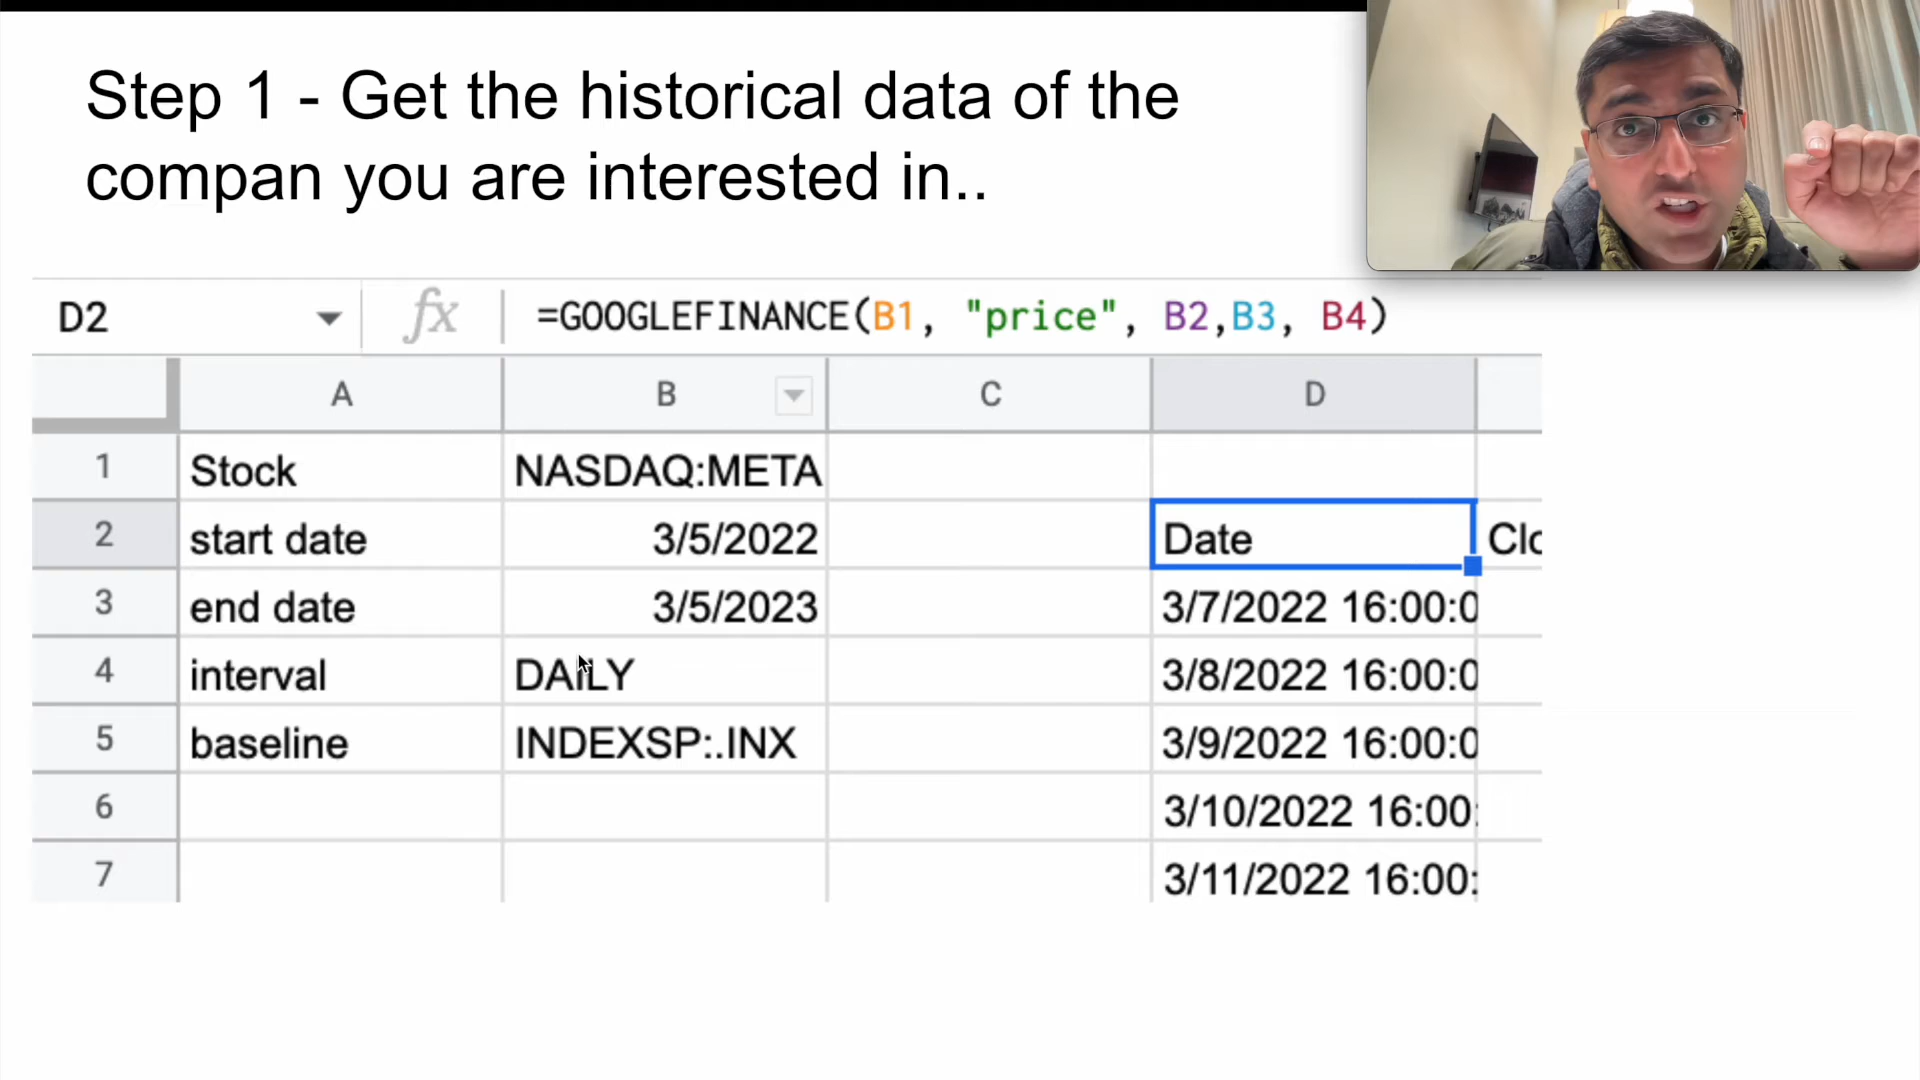 Step 1 - Get the historical data of the
compan you are interested in..
D2 fx =GOOGLEFINANCE(B1, "price", B2,B3, B4)
A B C D
1 Stock NASDAQ:META
2 start date 3/5/2022 Date Clo
3 end date 3/5/2023 3/7/2022 16:00:0
4 interval DAILY 3/8/2022 16:00:0
5 baseline INDEXSP:.INX 3/9/2022 16:00:0
6 3/10/2022 16:00:
7 3/11/2022 16:00: